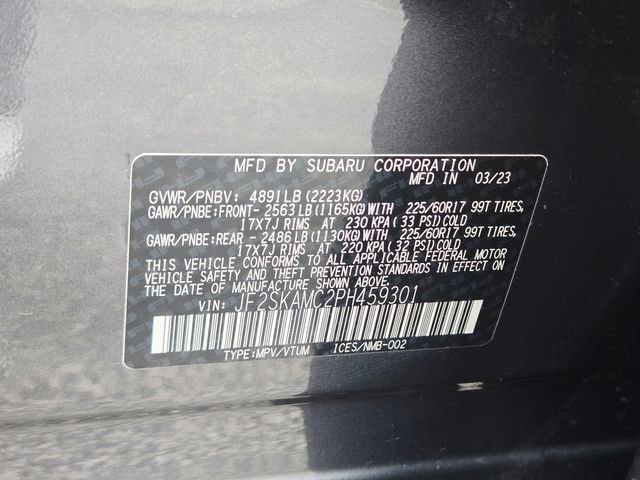 MFD BY SUBARU CORPORATION
MFD IN 03/23
GVWR/PNBV: 4891LB(2223KG)
GAWR/PNBE:FRONT-2563LB(1165KG)WITH 225/60R17 99T TIRES,
17X7J RIMS AT 230 KPA(33 PSI)COLD
GAWR/PNBE:REAR -2486LB(1130KG)WITH 225/60R17 99T TIRES,
17X7J RIMS AT 220 KPA(32 PSI)COLD
THIS VEHICLE CONFORMS TO ALL APPLICABLE FEDERAL MOTOR
VEHICLE SAFETY AND THEFT PREVENTION STANDARDS IN EFFECT
ON THE DATE OF MANUFACTURE SHOWN ABOVE.
VIN: JF2SKAMC2PH459301
TYPE:MPV/VTUM ICES/NMB-002